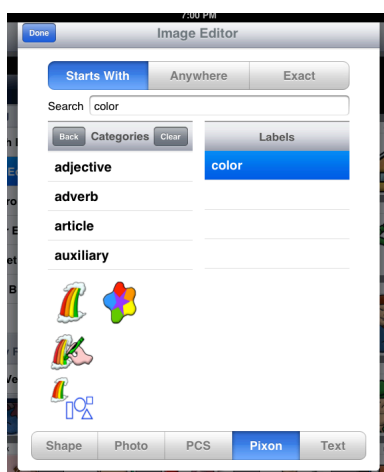 7:00 PM
Done Image Editor
Starts With Anywhere Exact
Search color
Back Categories Clear Labels
adjective color
adverb
article
auxiliary
Shape Photo PCS Pixon Text